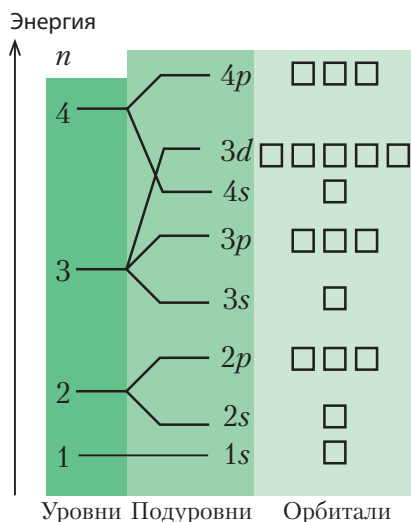 Энергия
n
4p
4
3d
4s
3p
3
3s
2p
2
2s
1
1s
Уровни Подуровни Орбитали